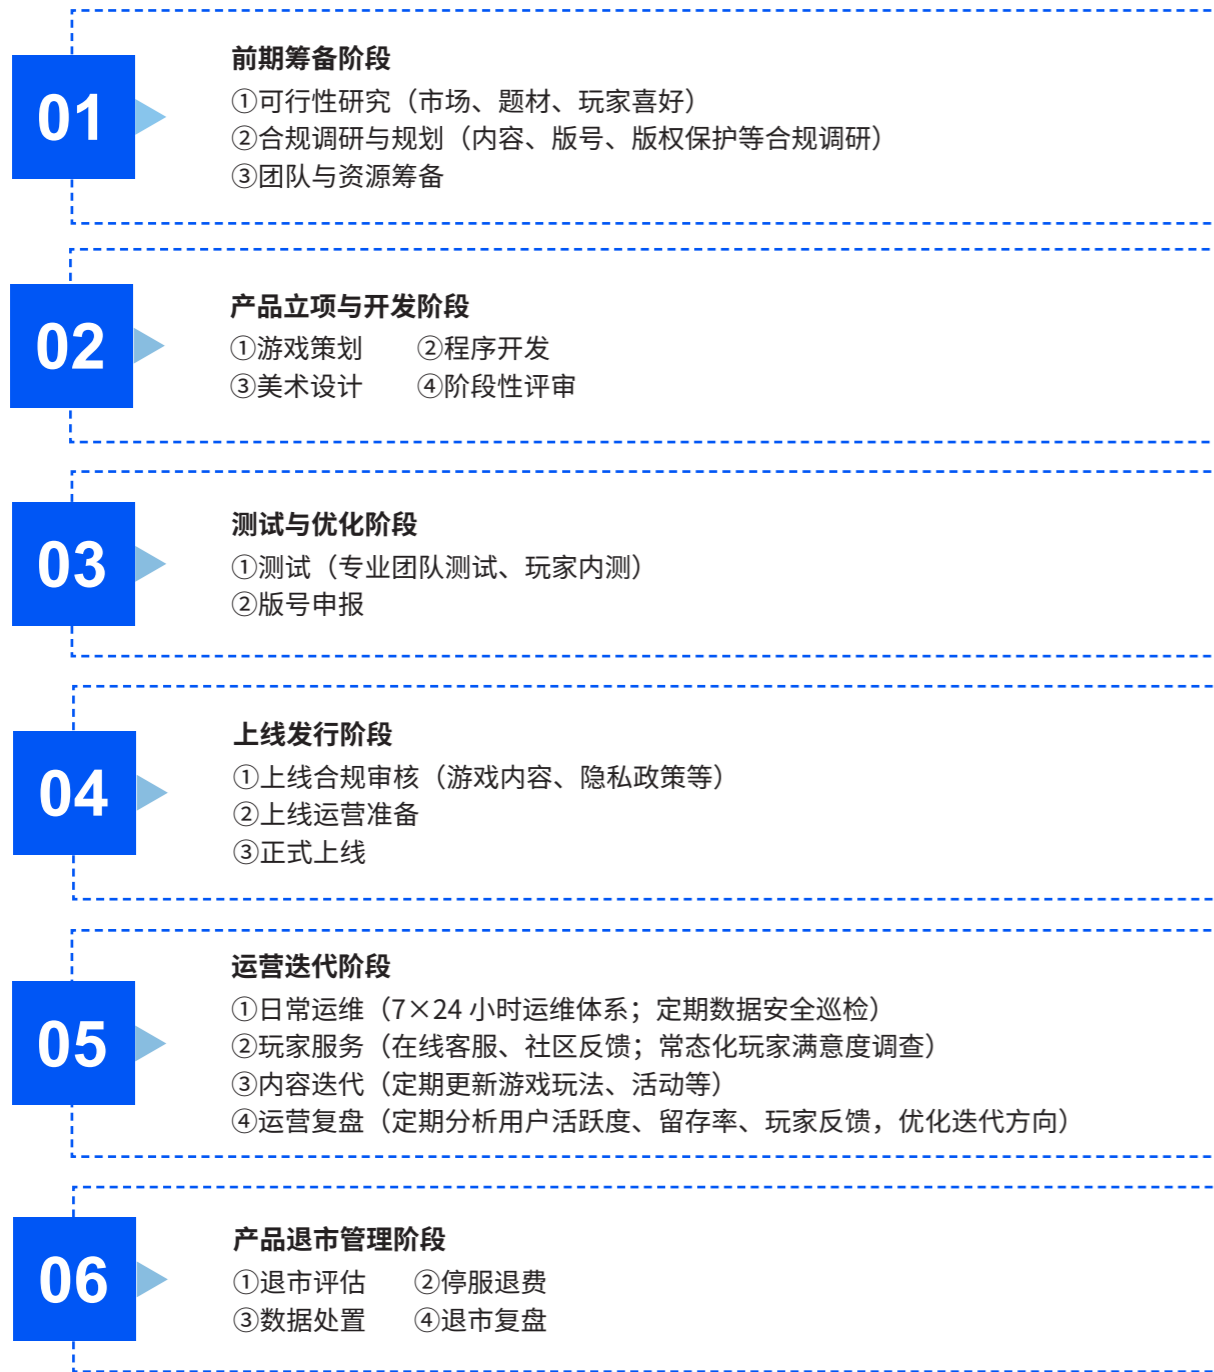 01
前期筹备阶段
①可行性研究（市场、题材、玩家喜好）
②合规调研与规划（内容、版号、版权保护等合规调研）
③团队与资源筹备
02
产品立项与开发阶段
①游戏策划 ②程序开发
③美术设计 ④阶段性评审
03
测试与优化阶段
①测试（专业团队测试、玩家内测）
②版号申报
04
上线发行阶段
①上线合规审核（游戏内容、隐私政策等）
②上线运营准备
③正式上线
05
运营迭代阶段
①日常运维（7×24 小时运维体系；定期数据安全巡检）
②玩家服务（在线客服、社区反馈；常态化玩家满意度调查）
③内容迭代（定期更新游戏玩法、活动等）
④运营复盘（定期分析用户活跃度、留存率、玩家反馈，优化迭代方向）
06
产品退市管理阶段
①退市评估 ②停服退费
③数据处置 ④退市复盘